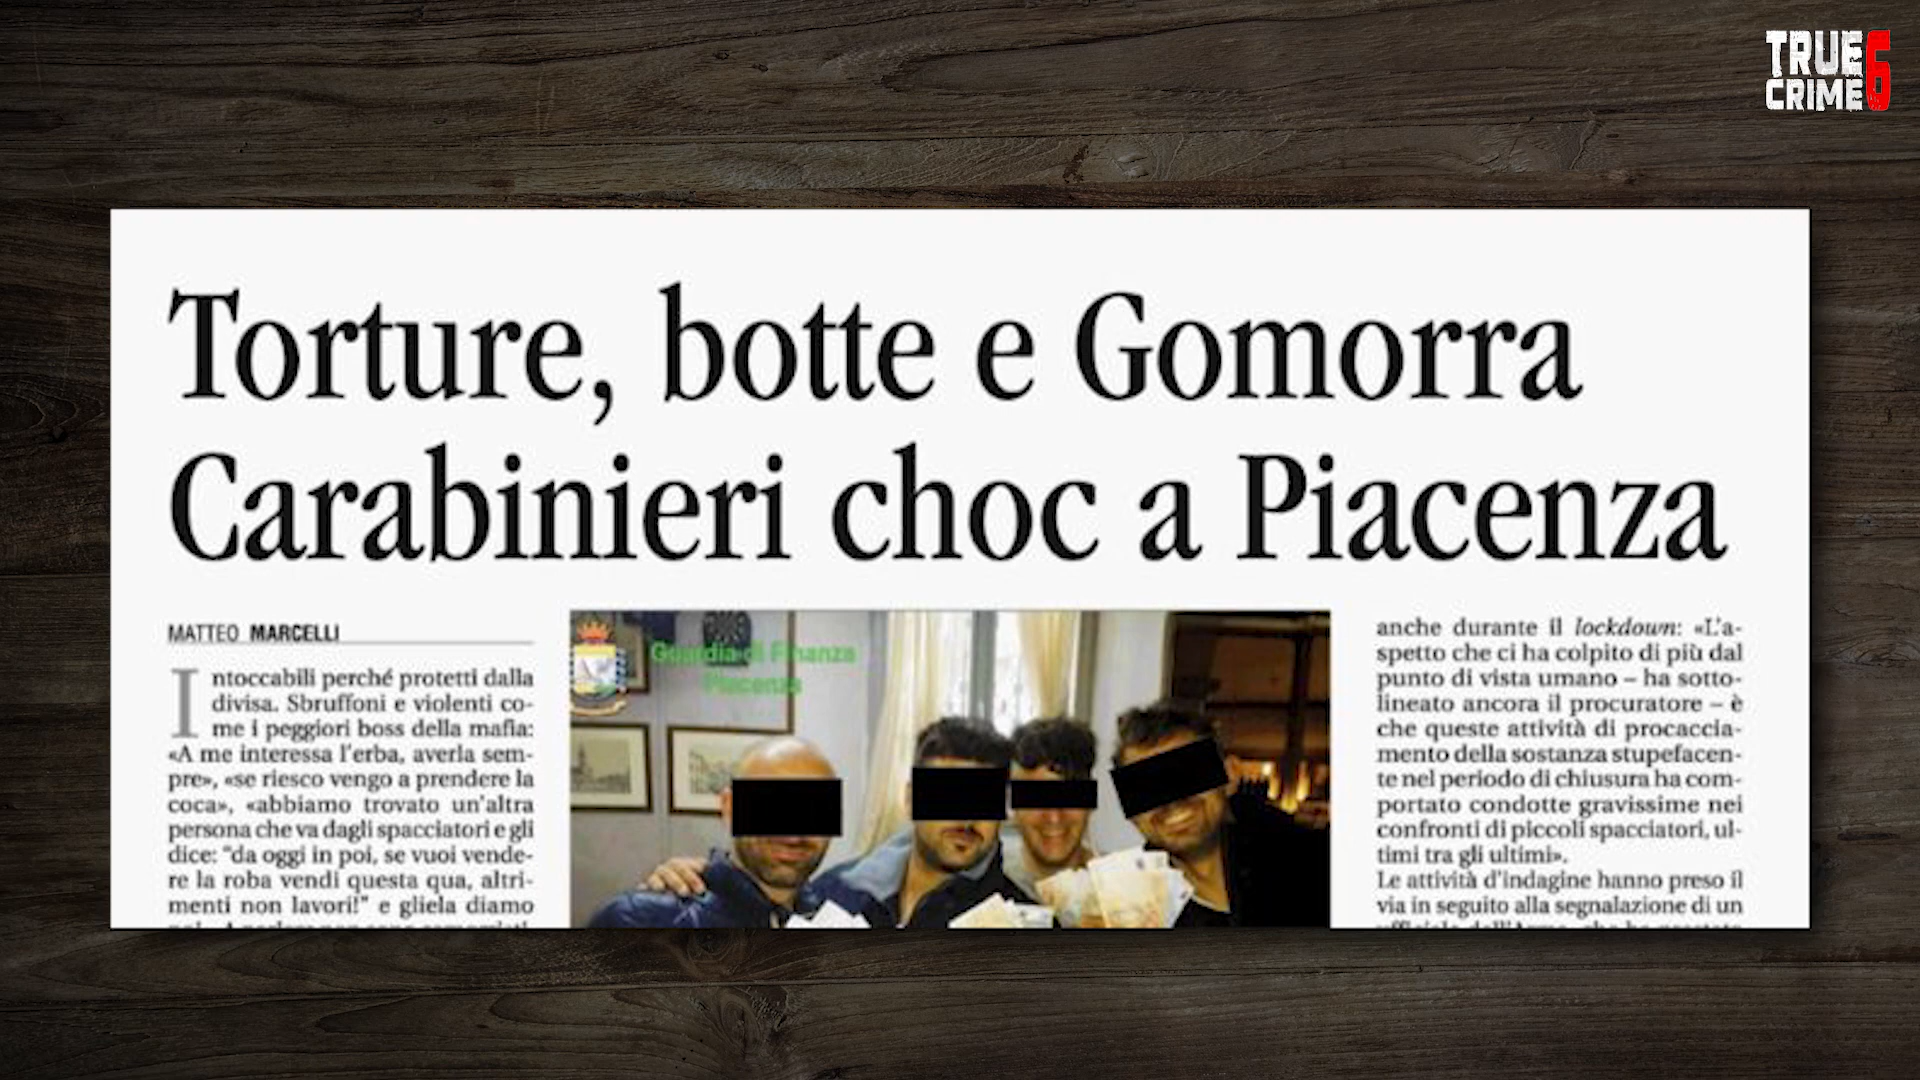 TRUE
CRIME 6
Torture, botte e Gomorra
Carabinieri choc a Piacenza
MATTEO MARCELLI
Intoccabili perché protetti dalla
divisa. Sbruffoni e violenti co-
me i peggiori boss della mafia:
«A me interessa l'erba, averla sem-
pre», «se riesco vengo a prendere la
coca», «abbiamo trovato un'altra
persona che va dagli spacciatori e gli
dice: "da oggi in poi, se vuoi vende-
re la roba vendi questa qua, altri-
menti non lavori!" e gliela diamo
Guardia di Finanza
Piacenza
anche durante il lockdown: «L'a-
spetto che ci ha colpito di più dal
punto di vista umano – ha sotto-
lineato ancora il procuratore – è
che queste attività di procaccia-
mento della sostanza stupefacen-
te nel periodo di chiusura ha com-
portato condotte gravissime nei
confronti di piccoli spacciatori, ul-
timi tra gli ultimi».
Le attività d'indagine hanno preso il
via in seguito alla segnalazione di un